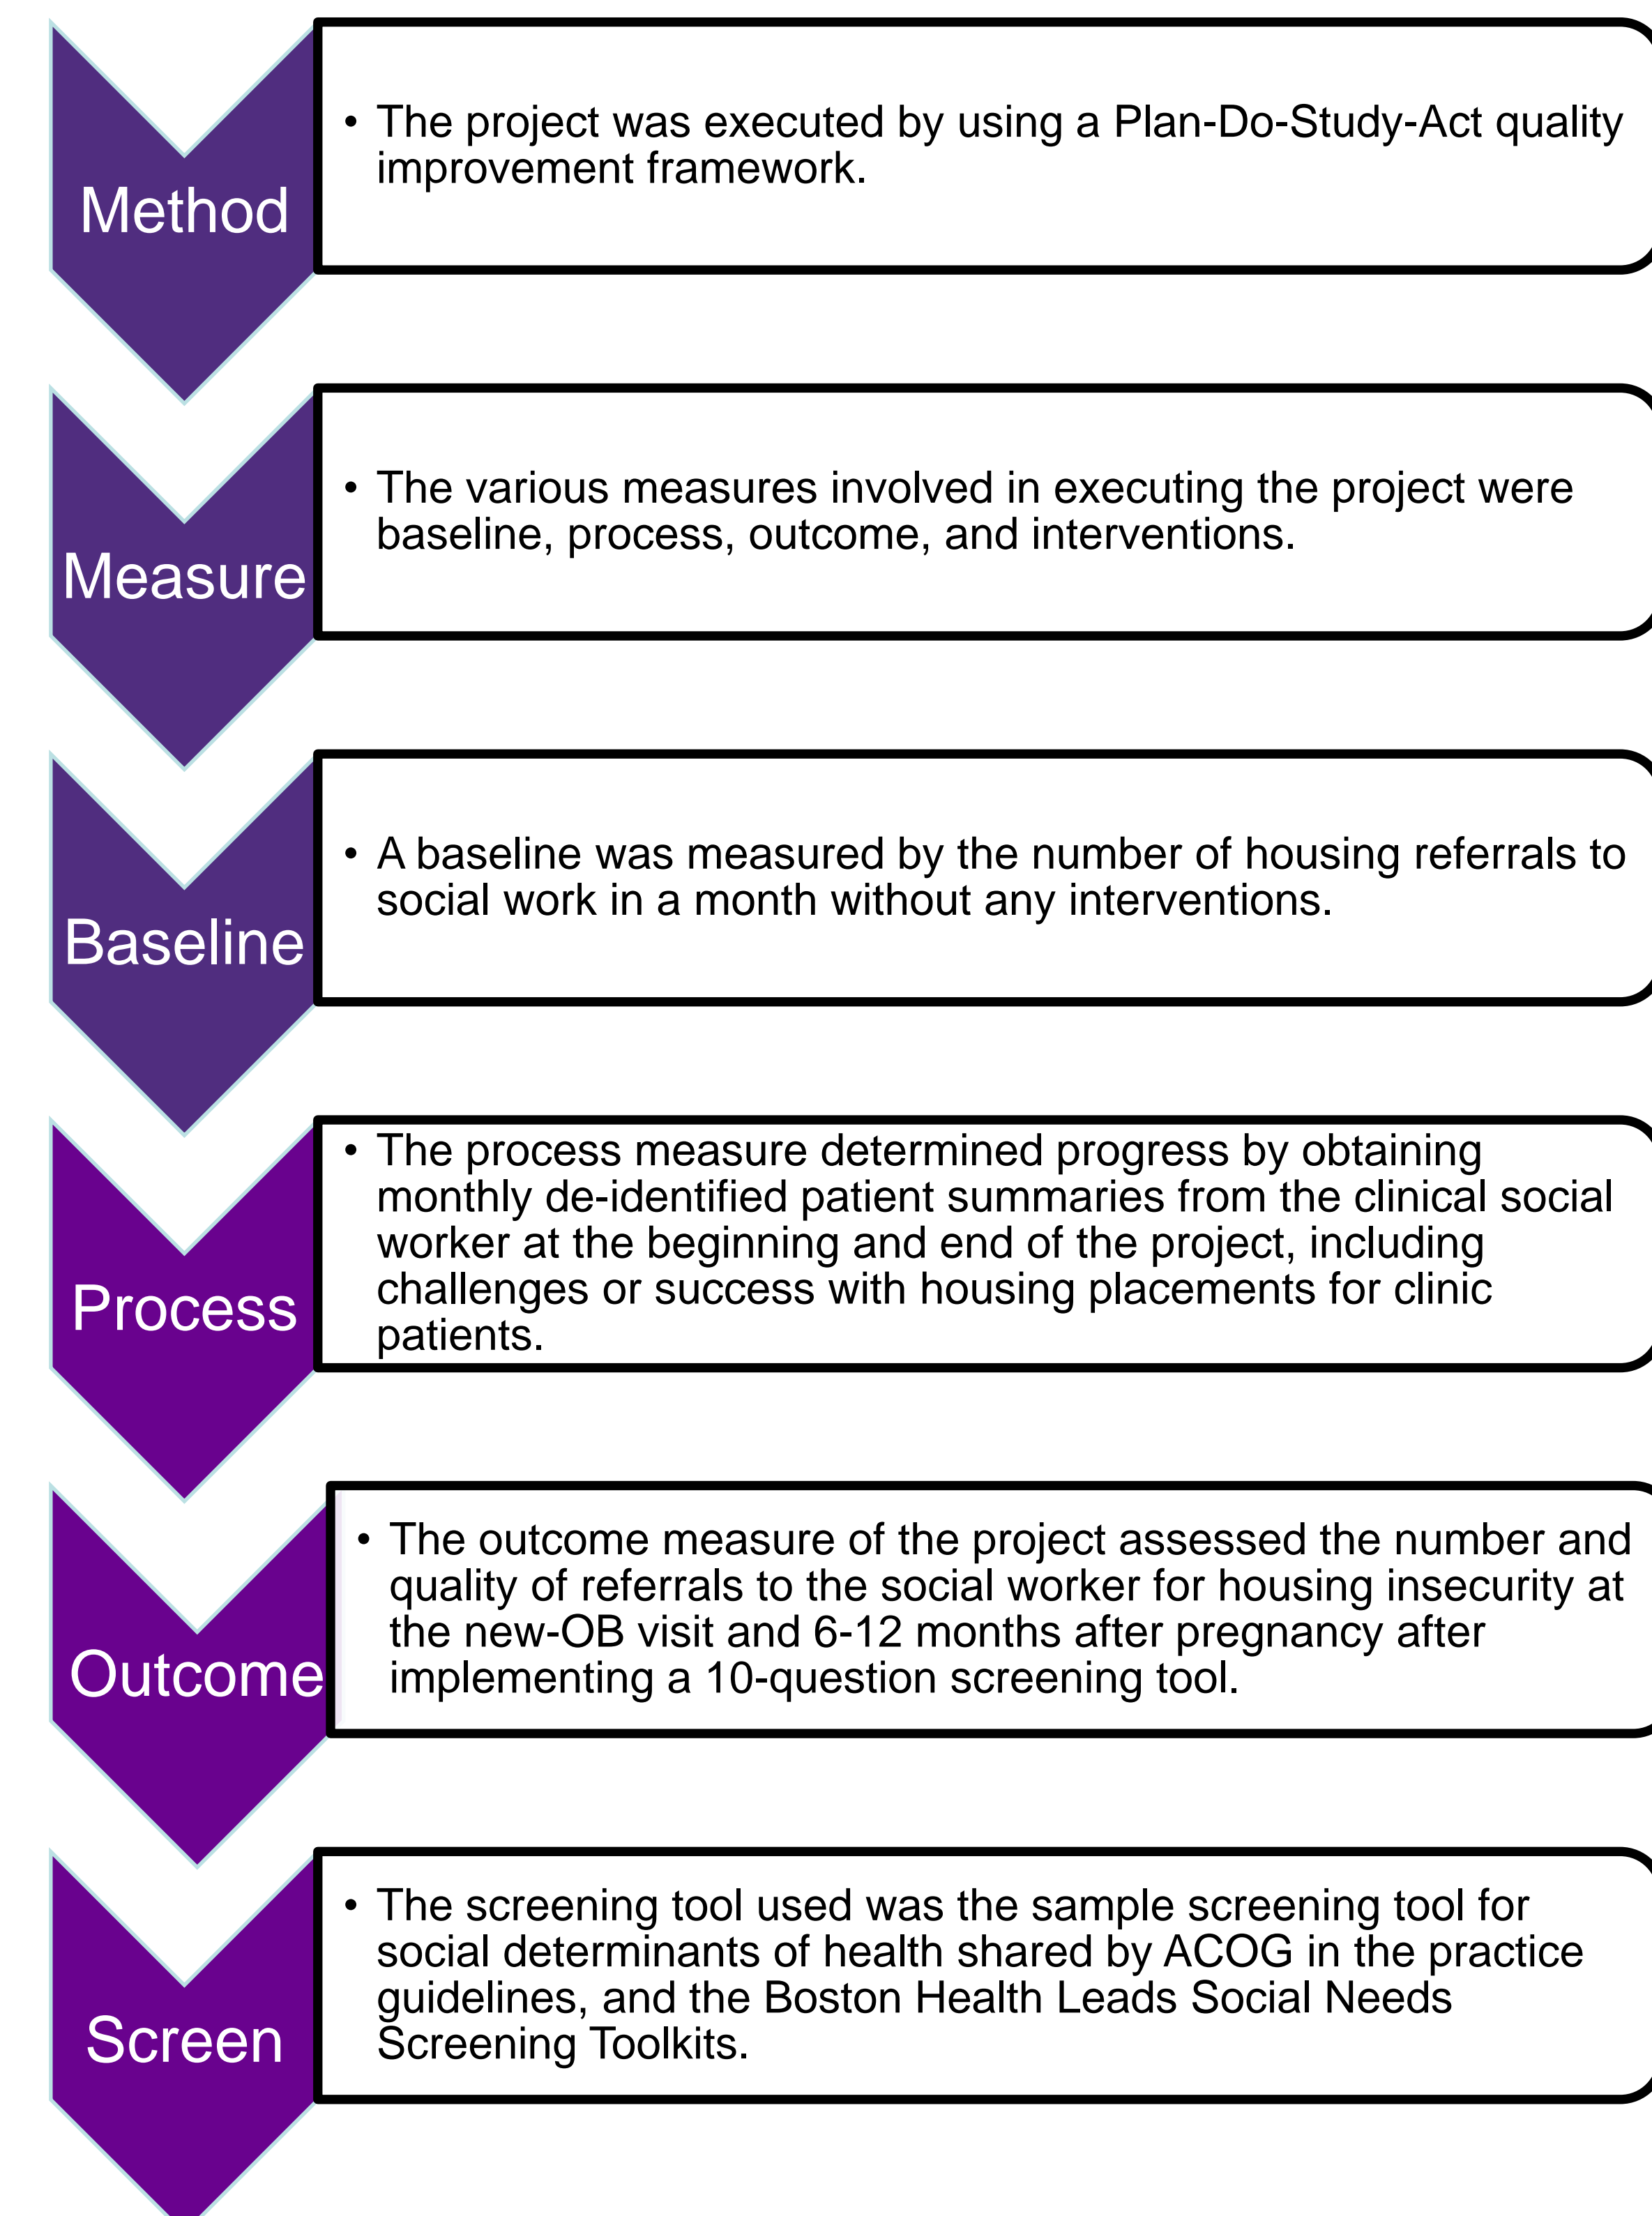 Method
• The project was executed by using a Plan-Do-Study-Act quality
improvement framework.
Measure
• The various measures involved in executing the project were
baseline, process, outcome, and interventions.
Baseline
• A baseline was measured by the number of housing referrals to
social work in a month without any interventions.
Process
• The process measure determined progress by obtaining
monthly de-identified patient summaries from the clinical social
worker at the beginning and end of the project, including
challenges or success with housing placements for clinic
patients.
Outcome
• The outcome measure of the project assessed the number and
quality of referrals to the social worker for housing insecurity at
the new-OB visit and 6-12 months after pregnancy after
implementing a 10-question screening tool.
Screen
• The screening tool used was the sample screening tool for
social determinants of health shared by ACOG in the practice
guidelines, and the Boston Health Leads Social Needs
Screening Toolkits.